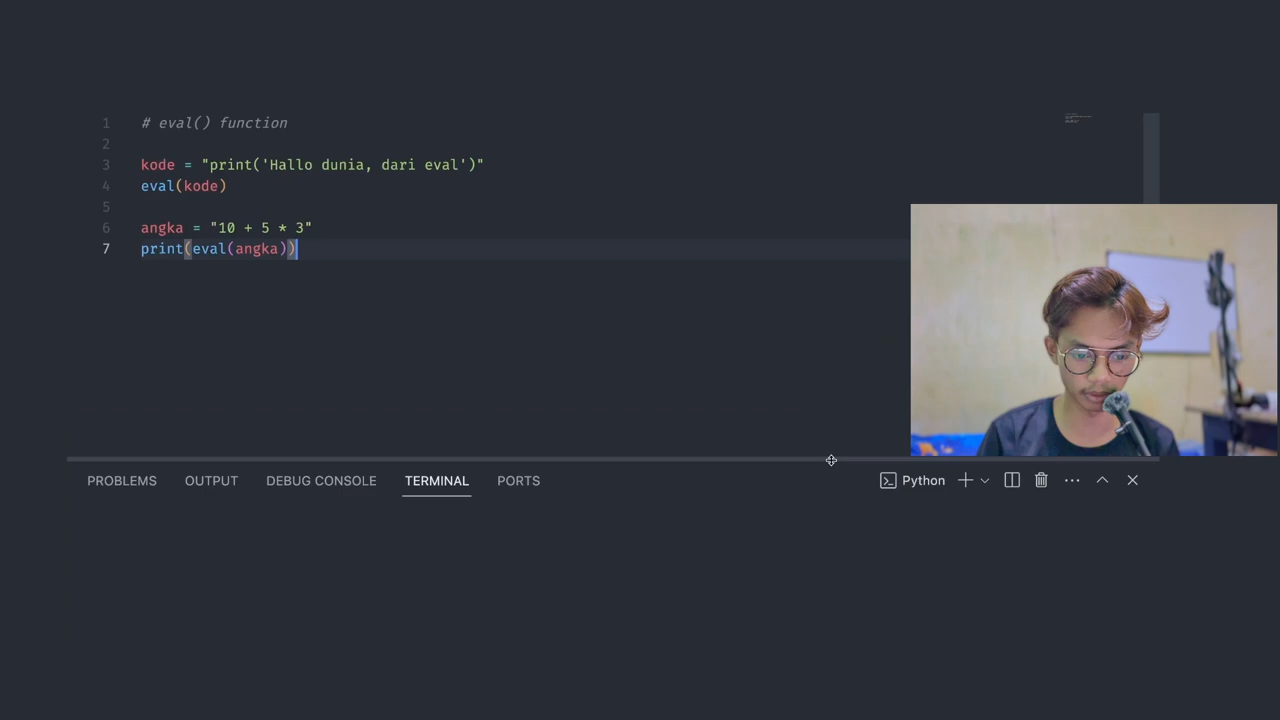 1 # eval() function
2
3 kode = "print('Hallo dunia, dari eval')"
4 eval(kode)
5
6 angka = "10 + 5 * 3"
7 print(eval(angka))
PROBLEMS OUTPUT DEBUG CONSOLE TERMINAL PORTS Python